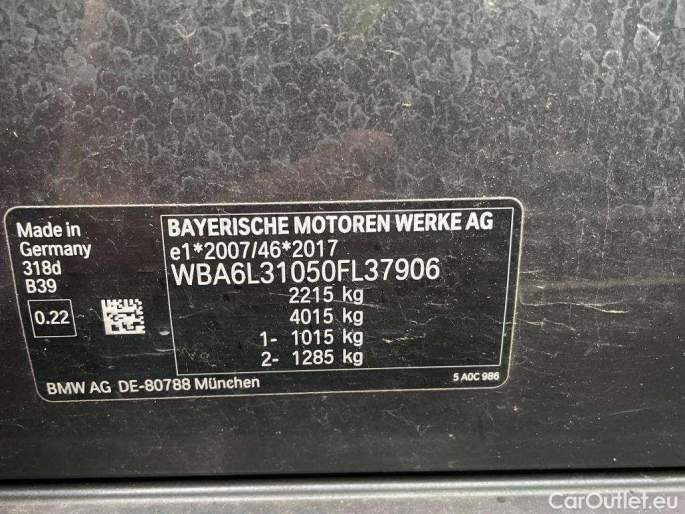 Made in
Germany
318d
B39
0.22
BAYERISCHE MOTOREN WERKE AG
e1*2007/46*2017
WBA6L31050FL37906
2215 kg
4015 kg
1- 1015 kg
2- 1285 kg
BMW AG DE-80788 München
5 A0C 986
CarOutlet.eu